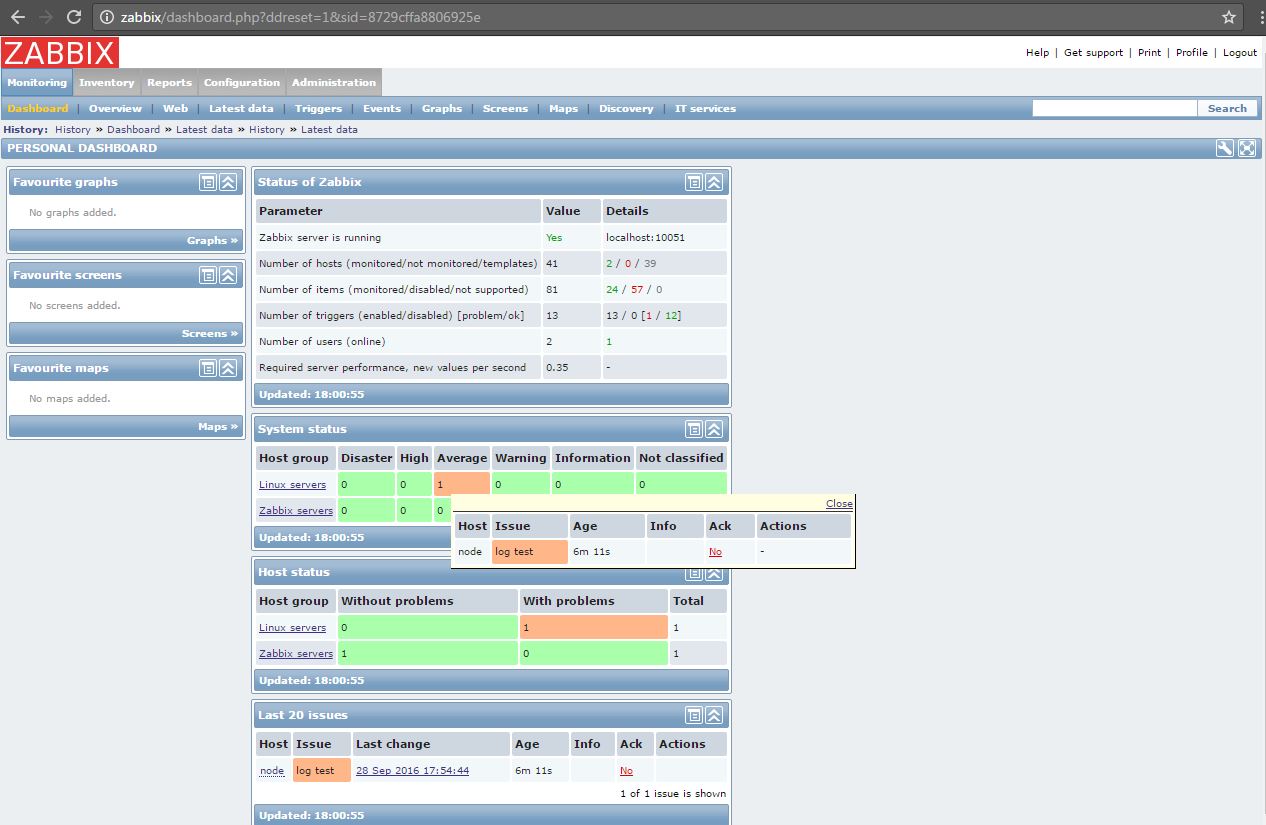 zabbix/dashboard.php?ddreset=1&sid=8729cffa8806925e
ZABBIX
Help | Get support | Print | Profile | Logout
Monitoring Inventory Reports Configuration Administration
Dashboard | Overview | Web | Latest data | Triggers | Events | Graphs | Screens | Maps | Discovery | IT services Search
History: History » Dashboard » Latest data » History » Latest data
PERSONAL DASHBOARD
Favourite graphs
No graphs added.
Graphs »
Favourite screens
No screens added.
Screens »
Favourite maps
No maps added.
Maps »
Status of Zabbix
Parameter Value Details
Zabbix server is running Yes localhost:10051
Number of hosts (monitored/not monitored/templates) 41 2 / 0 / 39
Number of items (monitored/disabled/not supported) 81 24 / 57 / 0
Number of triggers (enabled/disabled) [problem/ok] 13 13 / 0 [1 / 12]
Number of users (online) 2 1
Required server performance, new values per second 0.35 -
Updated: 18:00:55
System status
Host group Disaster High Average Warning Information Not classified
Linux servers 0 0 1 0 0 0
Zabbix servers 0 0 0
Updated: 18:00:55
Close
Host Issue Age Info Ack Actions
node log test 6m 11s No -
Host status
Host group Without problems With problems Total
Linux servers 0 1 1
Zabbix servers 1 0 1
Updated: 18:00:55
Last 20 issues
Host Issue Last change Age Info Ack Actions
node log test 28 Sep 2016 17:54:44 6m 11s No
1 of 1 issue is shown
Updated: 18:00:55